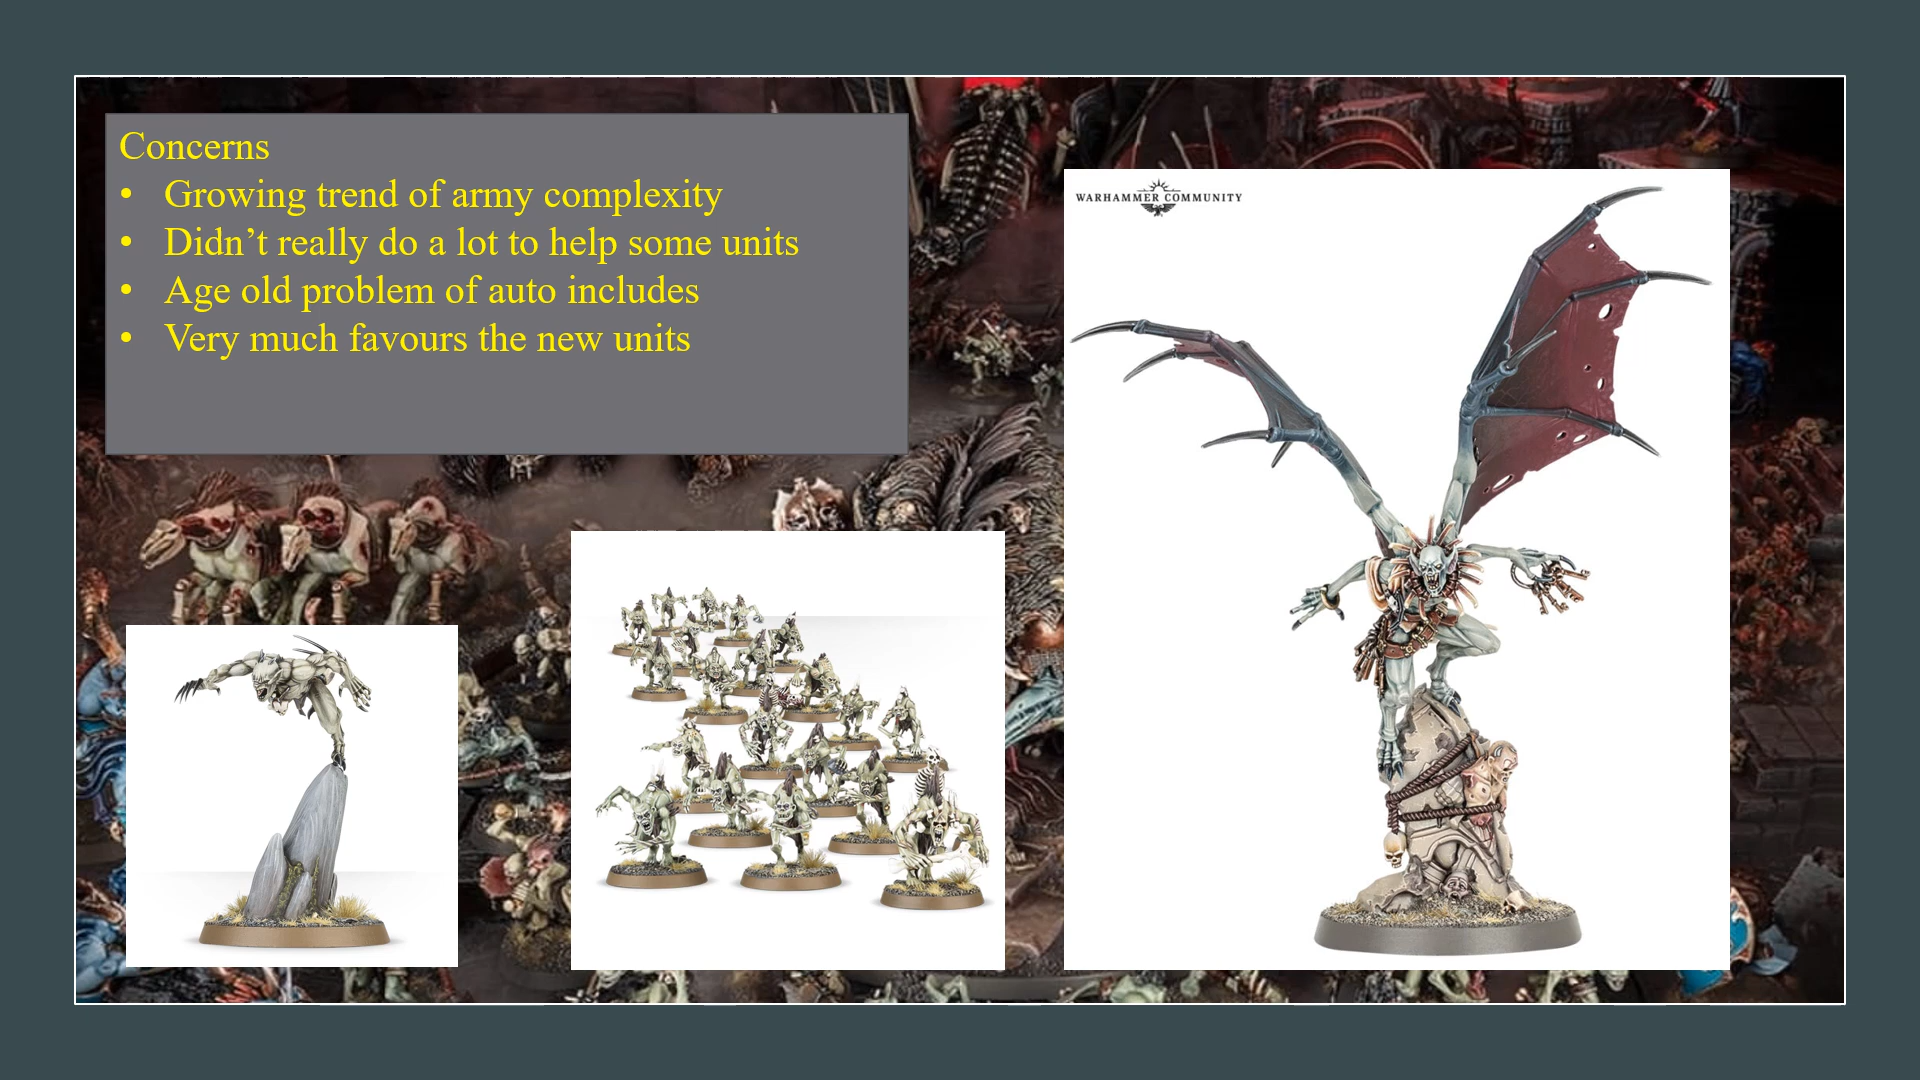 Concerns
• Growing trend of army complexity
• Didn’t really do a lot to help some units
• Age old problem of auto includes
• Very much favours the new units
WARHAMMER COMMUNITY